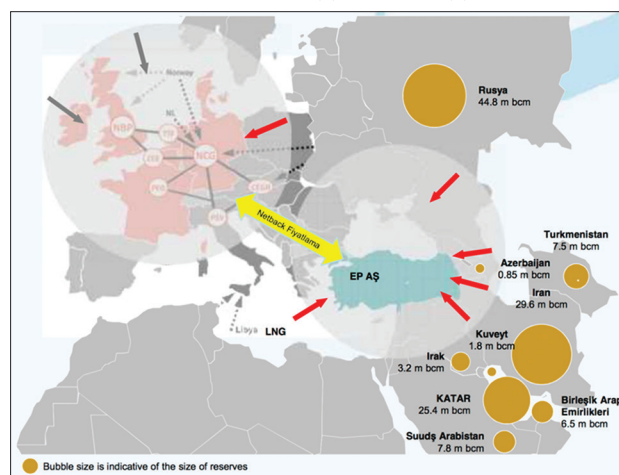 Norway
NL
NBP
TTF
ZEE
NCG
PEG
CEGH
PSV
Netback Fiyatlama
EP AŞ
Libya
LNG
Rusya
44.8 m bcm
Turkmenistan
7.5 m bcm
Azerbaijan
0.85 m bcm
Iran
29.6 m bcm
Kuveyt
1.8 m bcm
Irak
3.2 m bcm
KATAR
25.4 m bcm
Birleşik Arap
Emirlikleri
6.5 m bcm
Suudş Arabistan
7.8 m bcm
Bubble size is indicative of the size of reserves